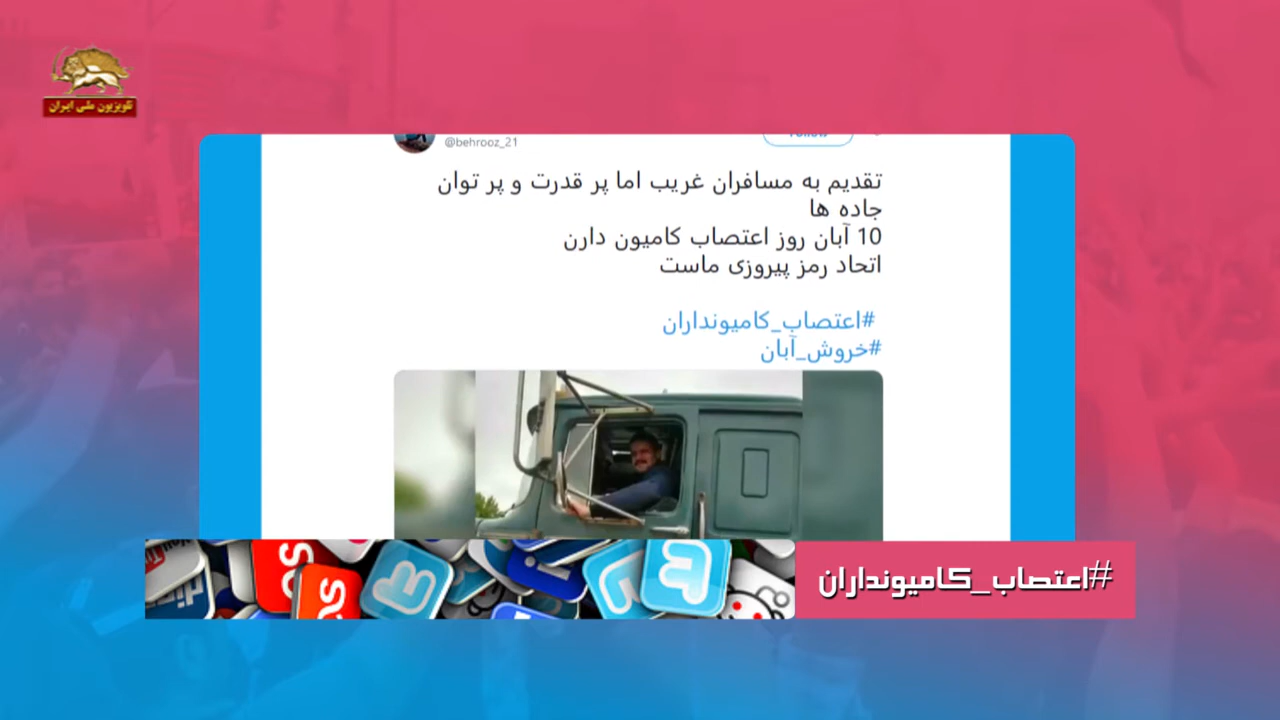 تلویزیون ملی ایران
@behrooz_21
تقدیم به مسافران غریب اما پر قدرت و پر توان
جاده ها
10 آبان روز اعتصاب کامیون دارن
اتحاد رمز پیروزی ماست
#اعتصاب_کامیونداران
#خروش_آبان
#اعتصاب_کامیونداران